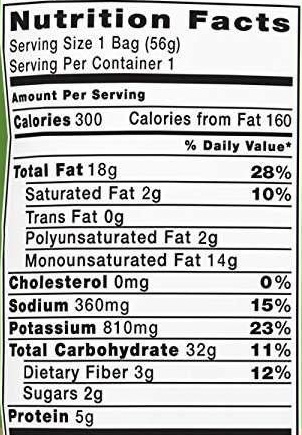 Nutrition Facts
Serving Size 1 Bag (56g)
Serving Per Container 1
Amount Per Serving
Calories 300 Calories from Fat 160
% Daily Value*
Total Fat 18g 28%
Saturated Fat 2g 10%
Trans Fat 0g
Polyunsaturated Fat 2g
Monounsaturated Fat 14g
Cholesterol 0mg 0%
Sodium 360mg 15%
Potassium 810mg 23%
Total Carbohydrate 32g 11%
Dietary Fiber 3g 12%
Sugars 2g
Protein 5g